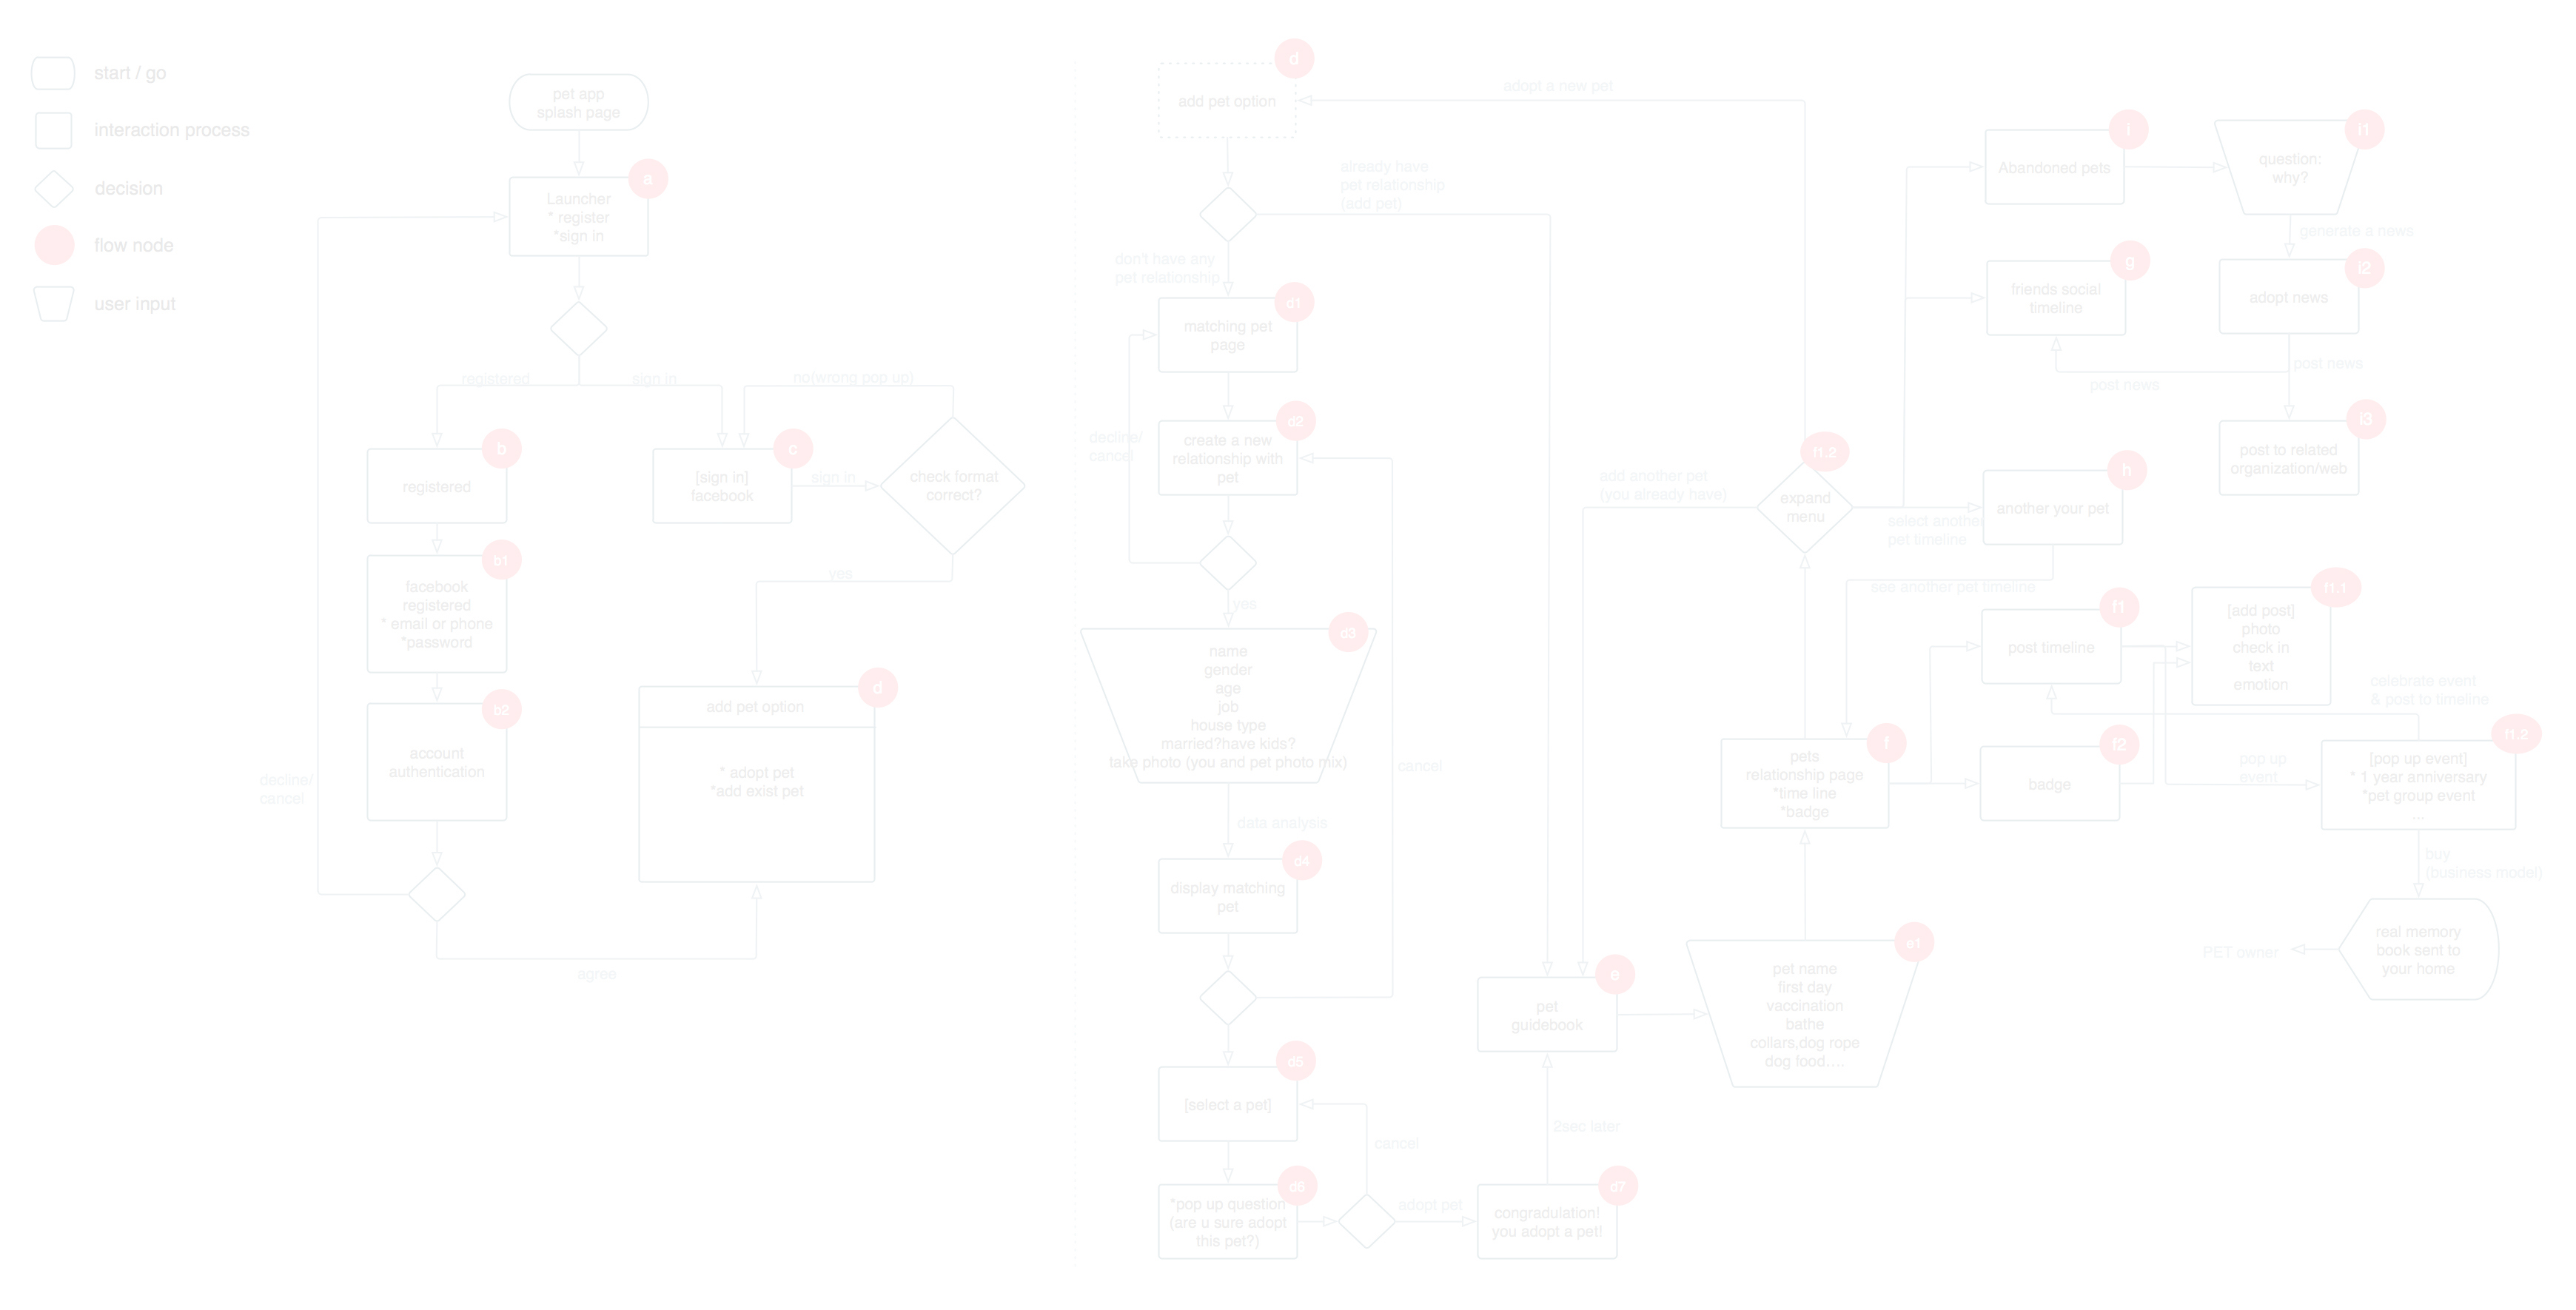 start / go
interaction process
decision
flow node
user input
pet app
splash page
a
Launcher
* register
*sign in
registered
sign in
no(wrong pop up)
b
registered
c
[sign in]
facebook
sign in
check format
correct?
b1
facebook
registered
* email or phone
*password
yes
b2
account
authentication
d
add pet option
* adopt pet
*add exist pet
decline/
cancel
agree
d
add pet option
adopt a new pet
already have
pet relationship
(add pet)
don't have any
pet relationship
d1
matching pet
page
d2
create a new
relationship with
pet
decline/
cancel
yes
d3
name
gender
age
job
house type
married?have kids?
take photo (you and pet photo mix)
cancel
data analysis
d4
display matching
pet
d5
[select a pet]
cancel
d6
*pop up question
(are u sure adopt
this pet?)
adopt pet
d7
congradulation!
you adopt a pet!
2sec later
e
pet
guidebook
e1
pet name
first day
vaccination
bathe
collars,dog rope
dog food....
f
pets
relationship page
*time line
*badge
f1.2
expand
menu
add another pet
(you already have)
i
Abandoned pets
i1
question:
why?
generate a news
g
friends social
timeline
i2
adopt news
post news
post news
i3
post to related
organization/web
h
another your pet
select another
pet timeline
see another pet timeline
f1
post timeline
f1.1
[add post]
photo
check in
text
emotion
celebrate event
& post to timeline
f2
badge
pop up
event
f1.2
[pop up event]
* 1 year anniversary
*pet group event
...
buy
(business model)
real memory
book sent to
your home
PET owner